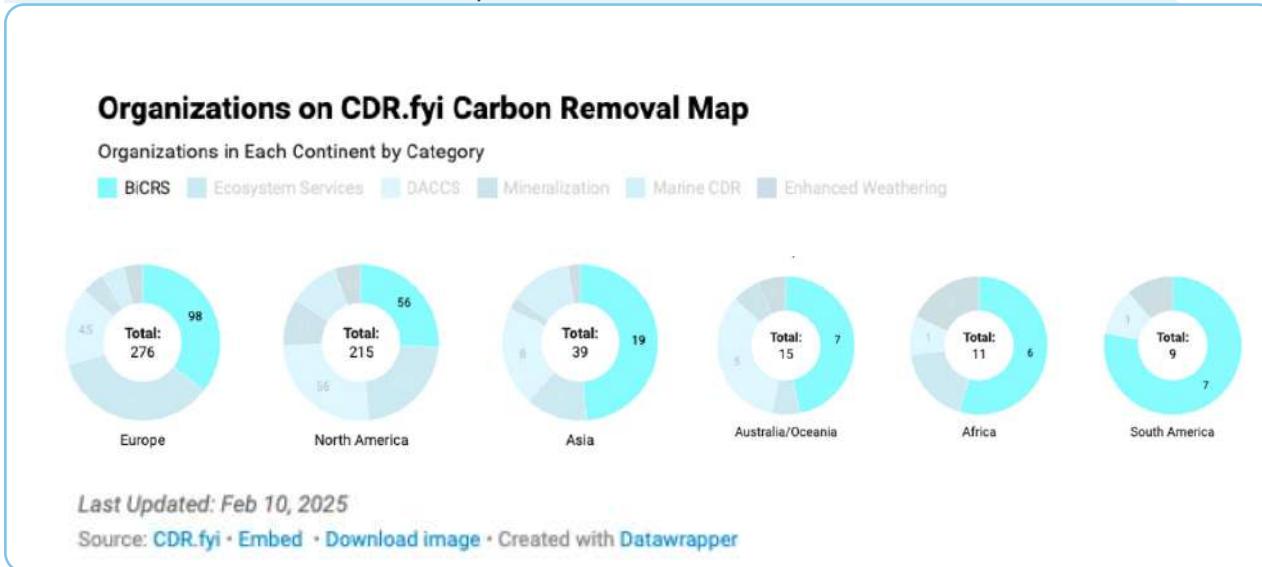 Organizations on CDR.fyi Carbon Removal Map
Organizations in Each Continent by Category
BiCRS Ecosystem Services DACCS Mineralization Marine CDR Enhanced Weathering
98
45
Total:
276
Europe
56
56
Total:
215
North America
19
8
Total:
39
Asia
7
5
Total:
15
Australia/Oceania
6
1
Total:
11
Africa
7
1
Total:
9
South America
Last Updated: Feb 10, 2025
Source: CDR.fyi • Embed • Download image • Created with Datawrapper